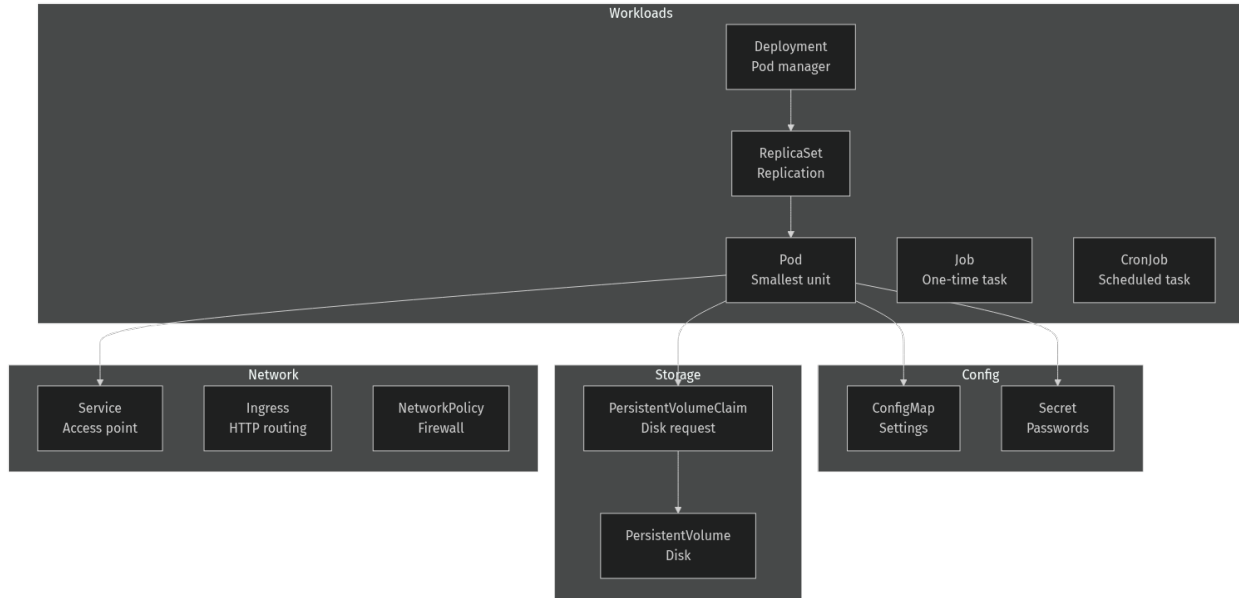 Workloads
Deployment
Pod manager
ReplicaSet
Replication
Pod
Smallest unit
Job
One-time task
CronJob
Scheduled task
Network
Service
Access point
Ingress
HTTP routing
NetworkPolicy
Firewall
Storage
PersistentVolumeClaim
Disk request
PersistentVolume
Disk
Config
ConfigMap
Settings
Secret
Passwords